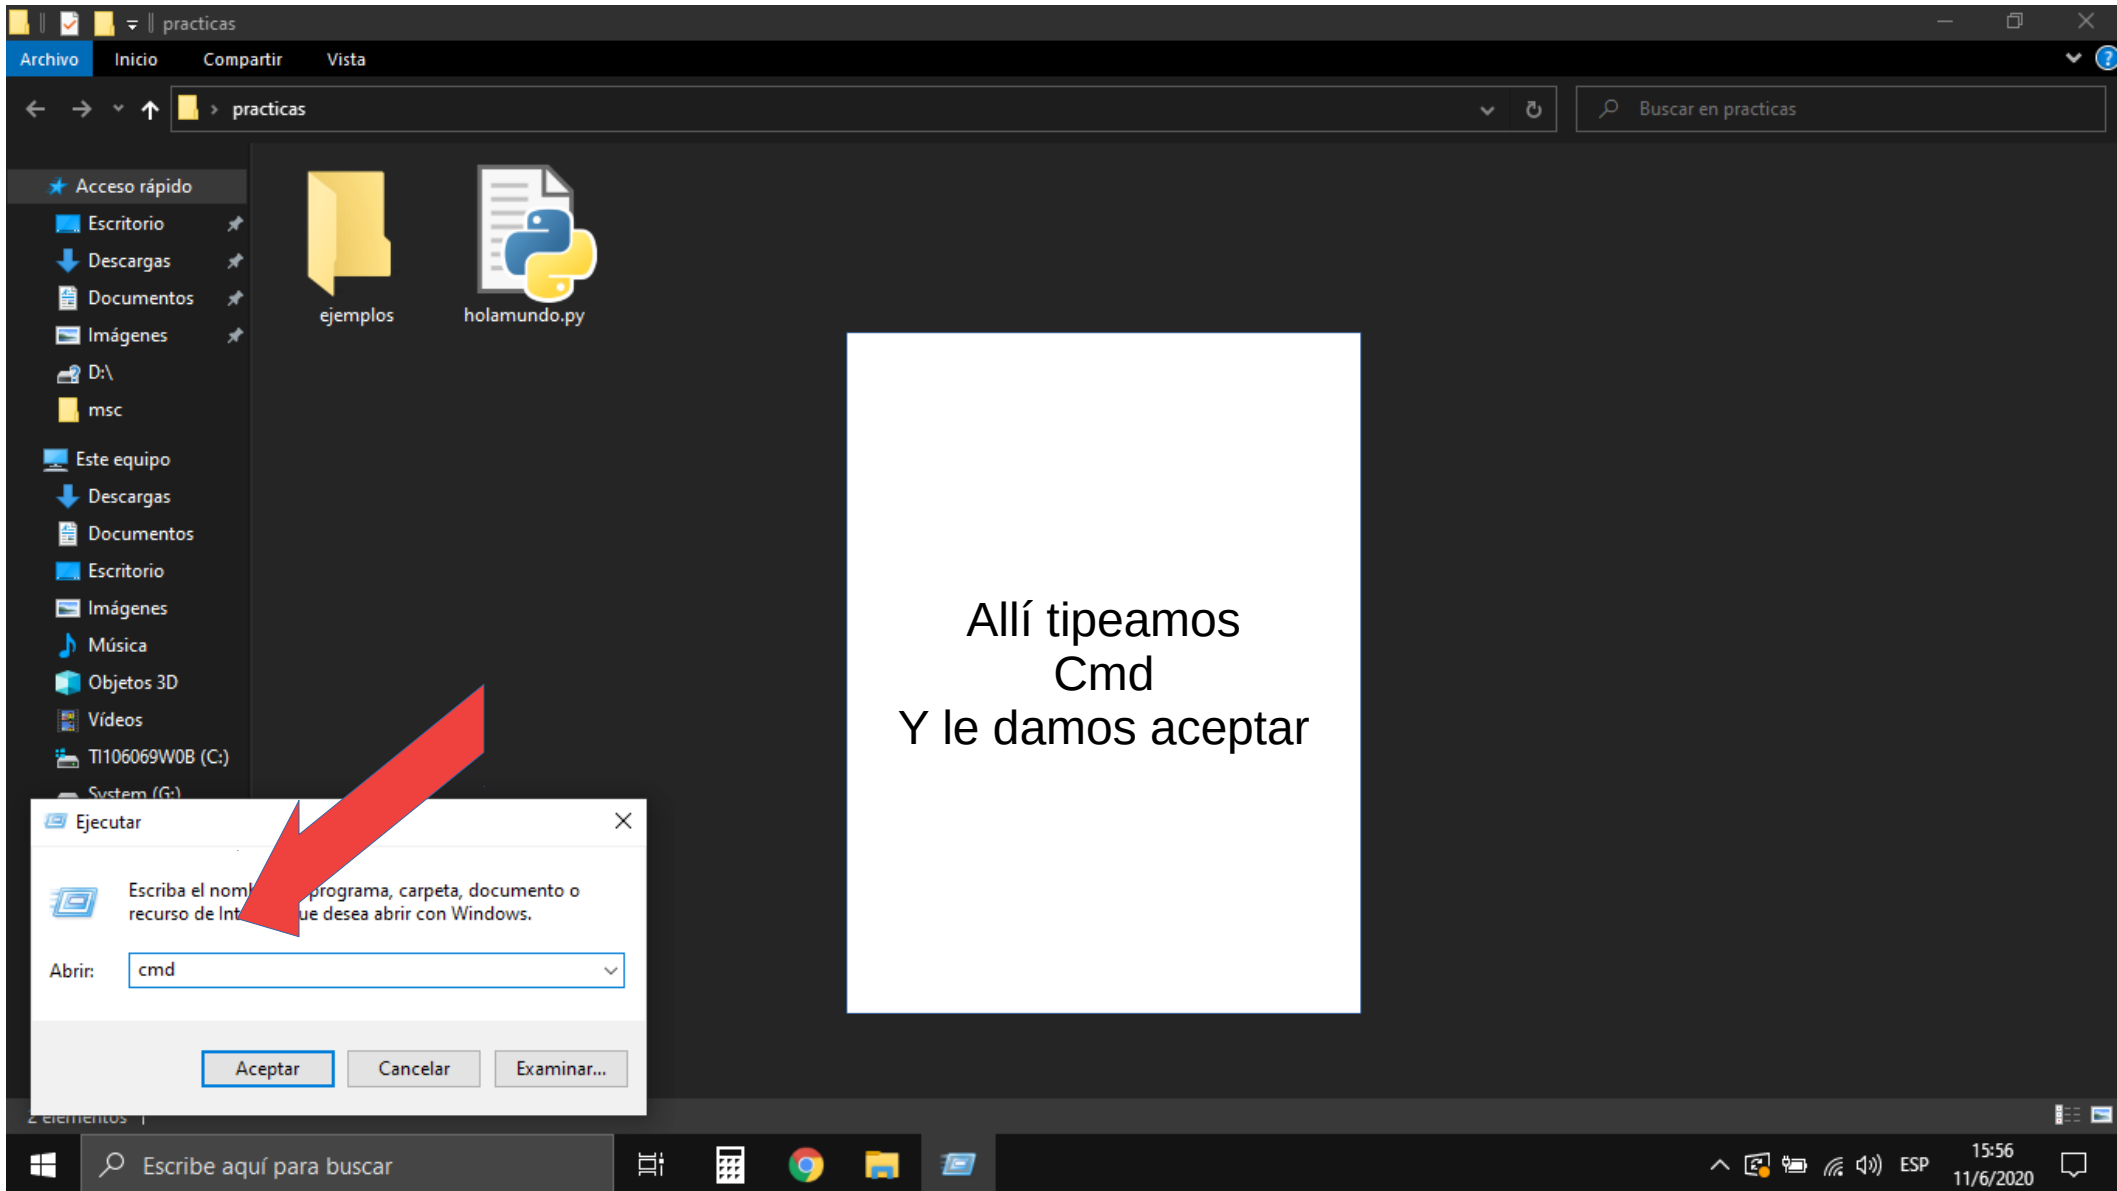 practicas
Archivo Inicio Compartir Vista
practicas
Buscar en practicas
Acceso rápido
Escritorio
Descargas
Documentos
Imágenes
D:\
msc
Este equipo
Descargas
Documentos
Escritorio
Imágenes
Música
Objetos 3D
Vídeos
TI106069W0B (C:)
System (G:)
ejemplos
holamundo.py
Allí tipeamos
Cmd
Y le damos aceptar
Ejecutar
Escriba el programa, carpeta, documento o
recurso de desea abrir con Windows.
Abrir: cmd
Aceptar Cancelar Examinar...
2 elementos
Escribe aquí para buscar
ESP
15:56
11/6/2020